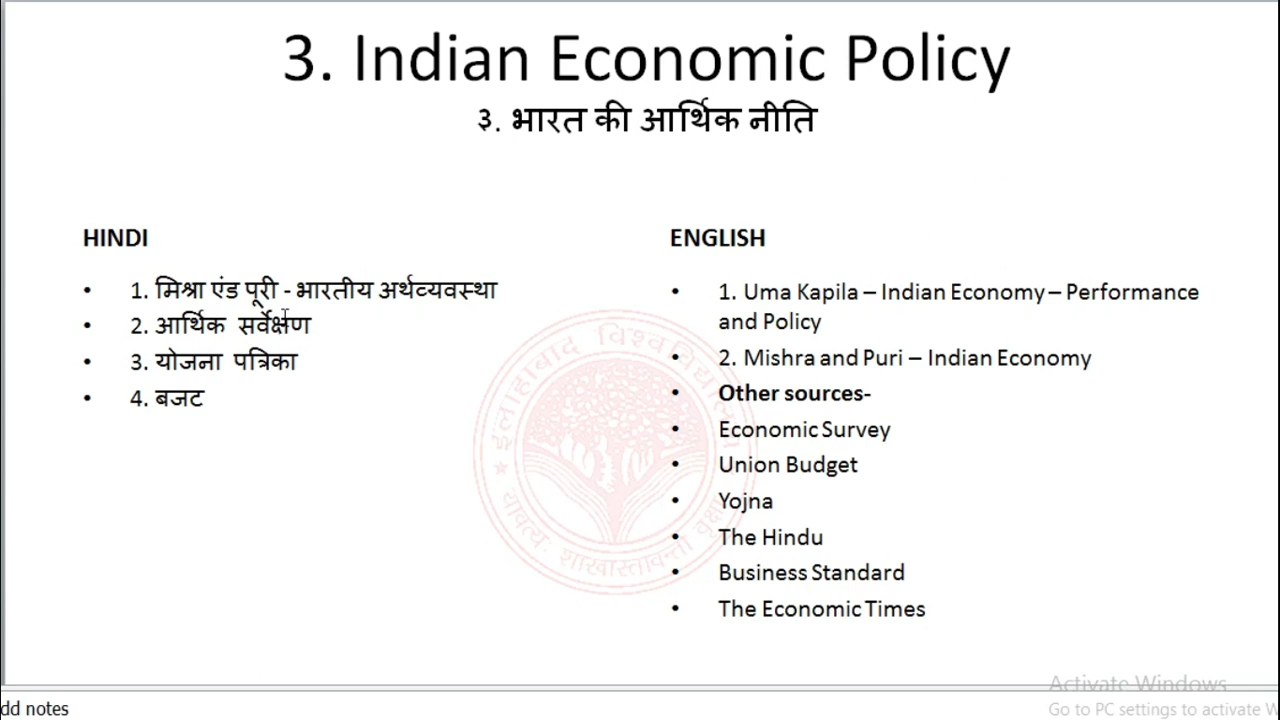 3. Indian Economic Policy
३. भारत की आर्थिक नीति
HINDI
• 1. मिश्रा एंड पूरी - भारतीय अर्थव्यवस्था
• 2. आर्थिक सर्वेक्षण
• 3. योजना पत्रिका
• 4. बजट
ENGLISH
• 1. Uma Kapila – Indian Economy – Performance
and Policy
• 2. Mishra and Puri – Indian Economy
• Other sources-
• Economic Survey
• Union Budget
• Yojna
• The Hindu
• Business Standard
• The Economic Times
इलाहाबाद विश्वविद्यालय
Activate Windows
Go to PC settings to activate W
dd notes